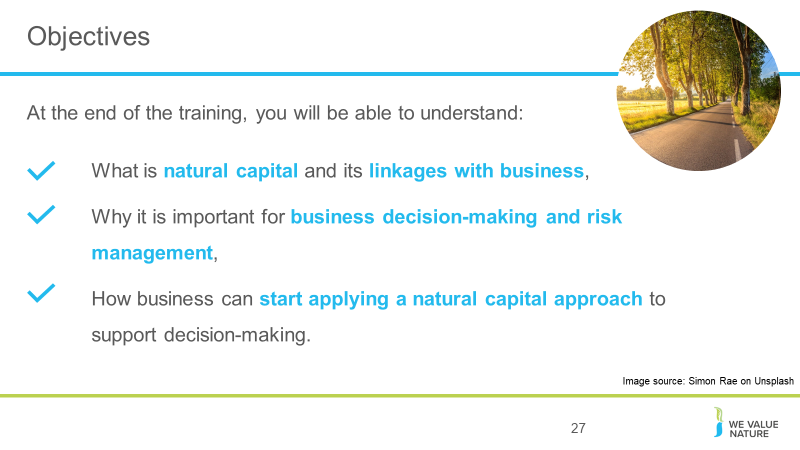 Objectives
At the end of the training, you will be able to understand:
What is natural capital and its linkages with business,
Why it is important for business decision-making and risk
management,
How business can start applying a natural capital approach to
support decision-making.
Image source: Simon Rae on Unsplash
27
WE VALUE
NATURE